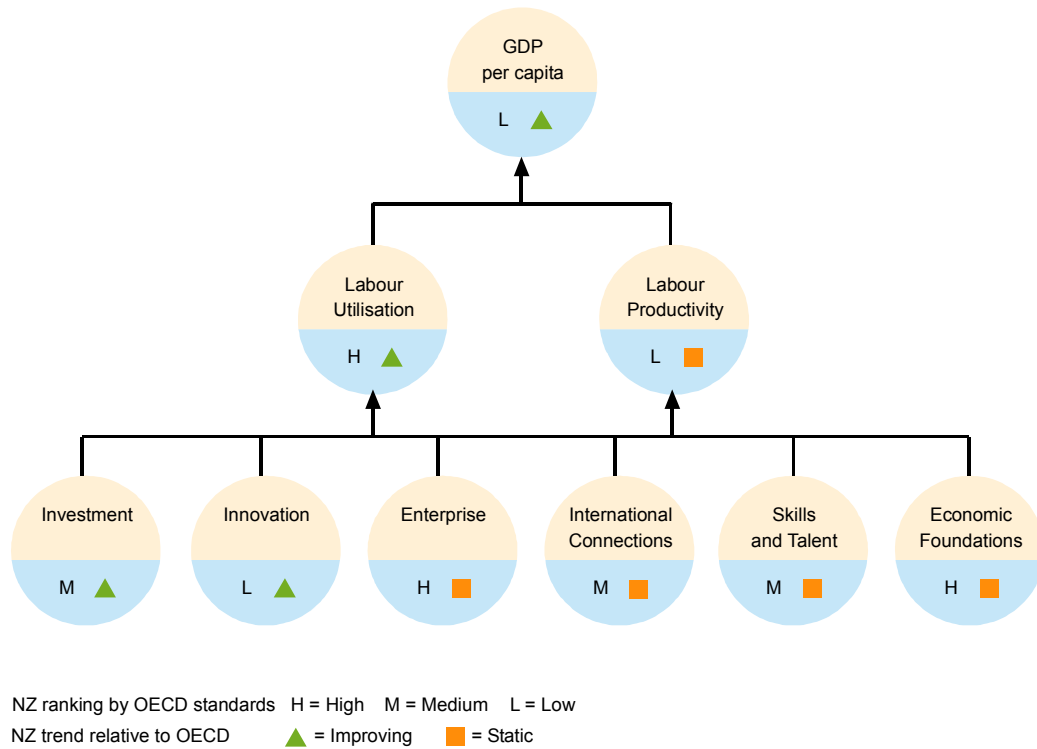 GDP
per capita
L
Labour
Utilisation
H
Labour
Productivity
L
Investment
M
Innovation
L
Enterprise
H
International
Connections
M
Skills
and Talent
M
Economic
Foundations
H
NZ ranking by OECD standards H = High M = Medium L = Low
NZ trend relative to OECD = Improving = Static